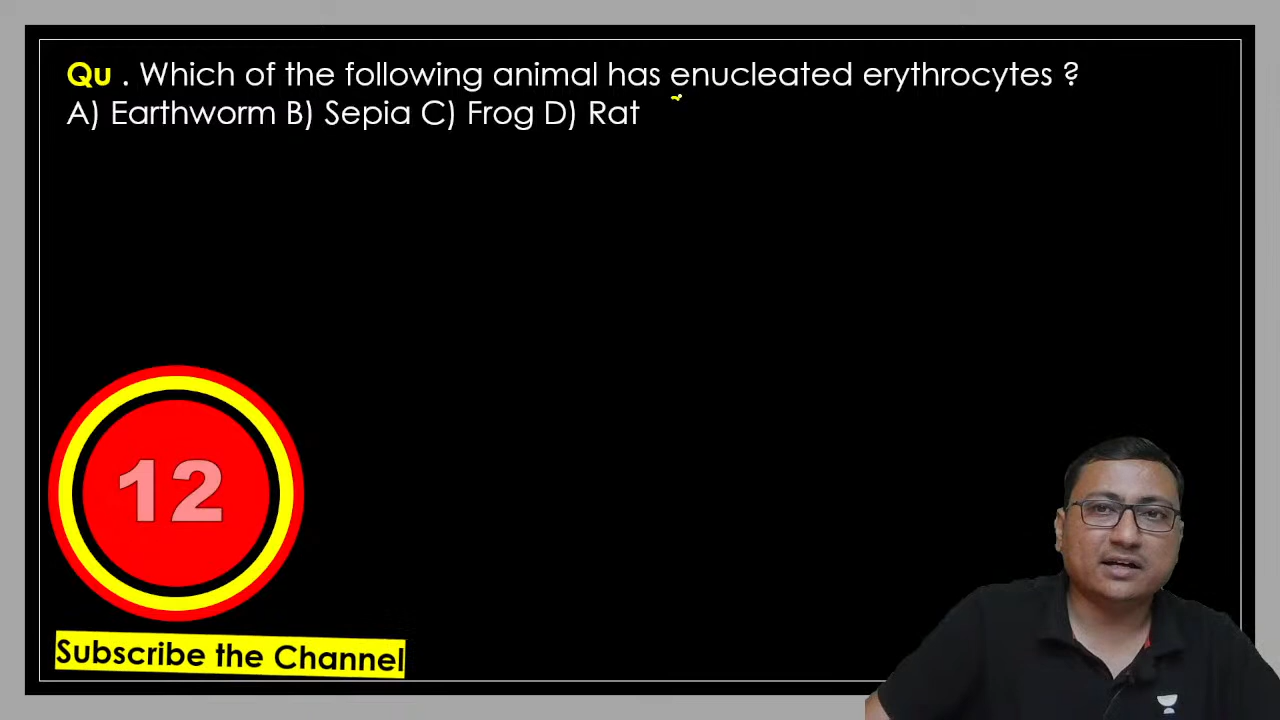 Qu . Which of the following animal has enucleated erythrocytes ?
A) Earthworm B) Sepia C) Frog D) Rat
12
Subscribe the Channel